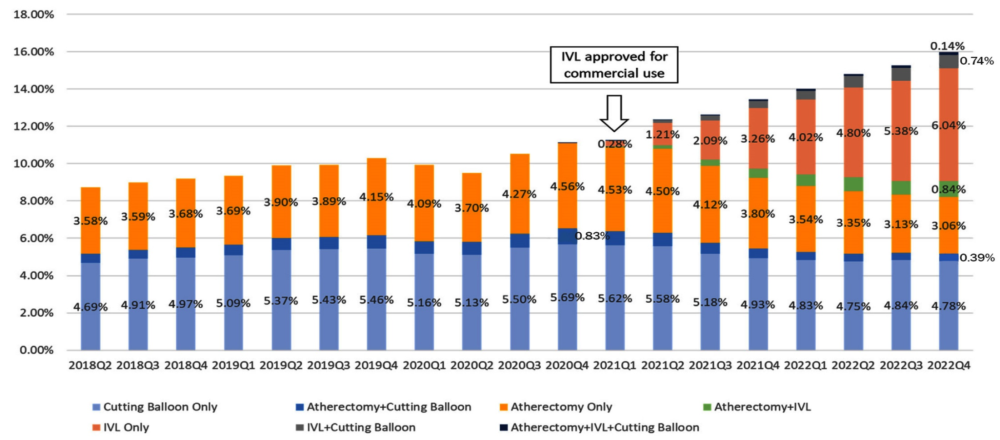 18.00%
16.00%
14.00%
12.00%
10.00%
8.00%
6.00%
4.00%
2.00%
0.00%
IVL approved for
commercial use
0.14%
0.74%
0.28% 1.21% 2.09% 3.26% 4.02% 4.80% 5.38% 6.04%
0.84%
3.58% 3.59% 3.68% 3.69% 3.90% 3.89% 4.15% 4.09% 3.70% 4.27% 4.56% 4.53% 4.50% 4.12% 3.80% 3.54% 3.35% 3.13% 3.06%
0.83%
0.39%
4.69% 4.91% 4.97% 5.09% 5.37% 5.43% 5.46% 5.16% 5.13% 5.50% 5.69% 5.62% 5.58% 5.18% 4.93% 4.83% 4.75% 4.84% 4.78%
2018Q2 2018Q3 2018Q4 2019Q1 2019Q2 2019Q3 2019Q4 2020Q1 2020Q2 2020Q3 2020Q4 2021Q1 2021Q2 2021Q3 2021Q4 2022Q1 2022Q2 2022Q3 2022Q4
Cutting Balloon Only Atherectomy+Cutting Balloon Atherectomy Only Atherectomy+IVL
IVL Only IVL+Cutting Balloon Atherectomy+IVL+Cutting Balloon